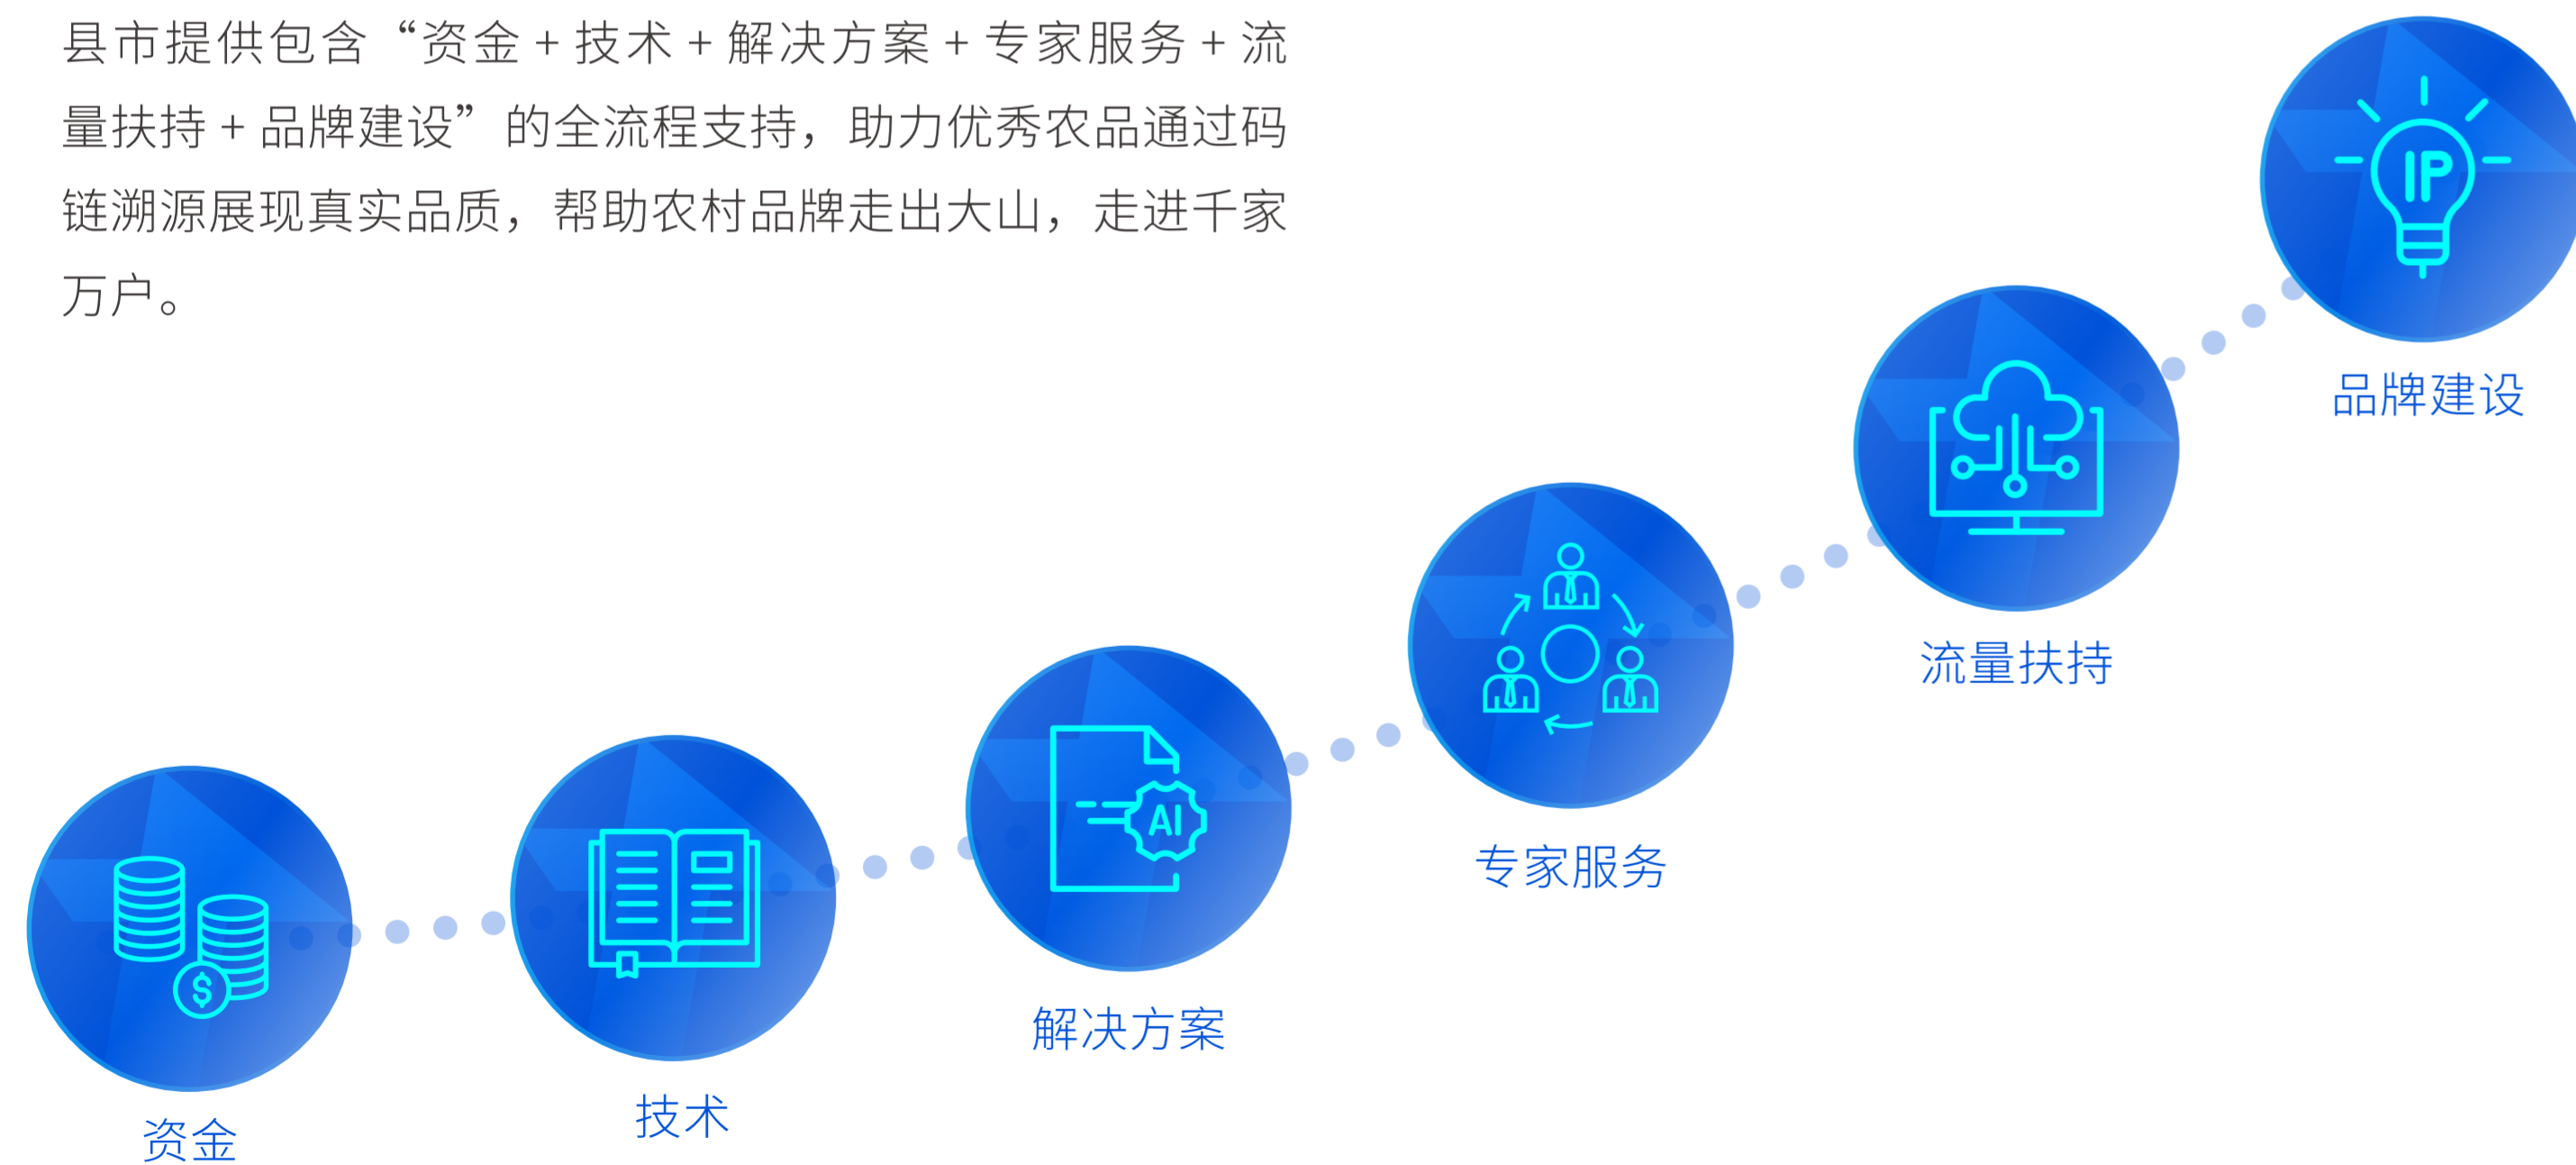 县市提供包含“资金 + 技术 + 解决方案 + 专家服务 + 流
量扶持 + 品牌建设”的全流程支持，助力优秀农品通过码
链溯源展现真实品质，帮助农村品牌走出大山，走进千家
万户。
IP
品牌建设
流量扶持
专家服务
AI
解决方案
技术
$
资金